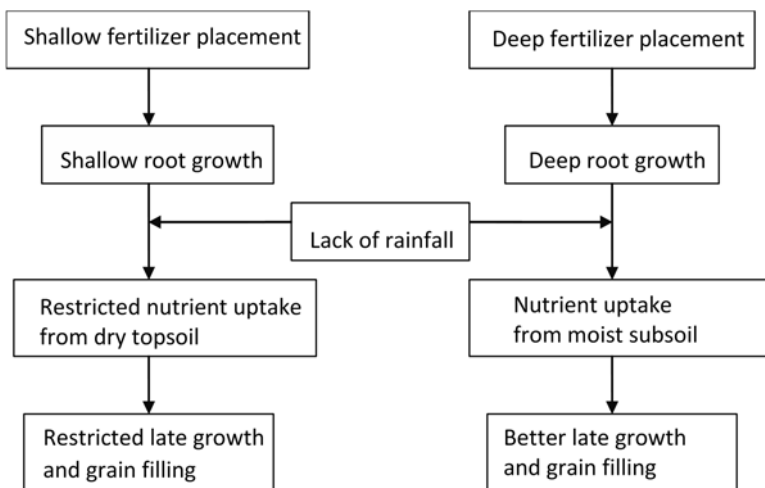 Shallow fertilizer placement
Deep fertilizer placement
Shallow root growth
Deep root growth
Lack of rainfall
Restricted nutrient uptake
from dry topsoil
Nutrient uptake
from moist subsoil
Restricted late growth
and grain filling
Better late growth
and grain filling